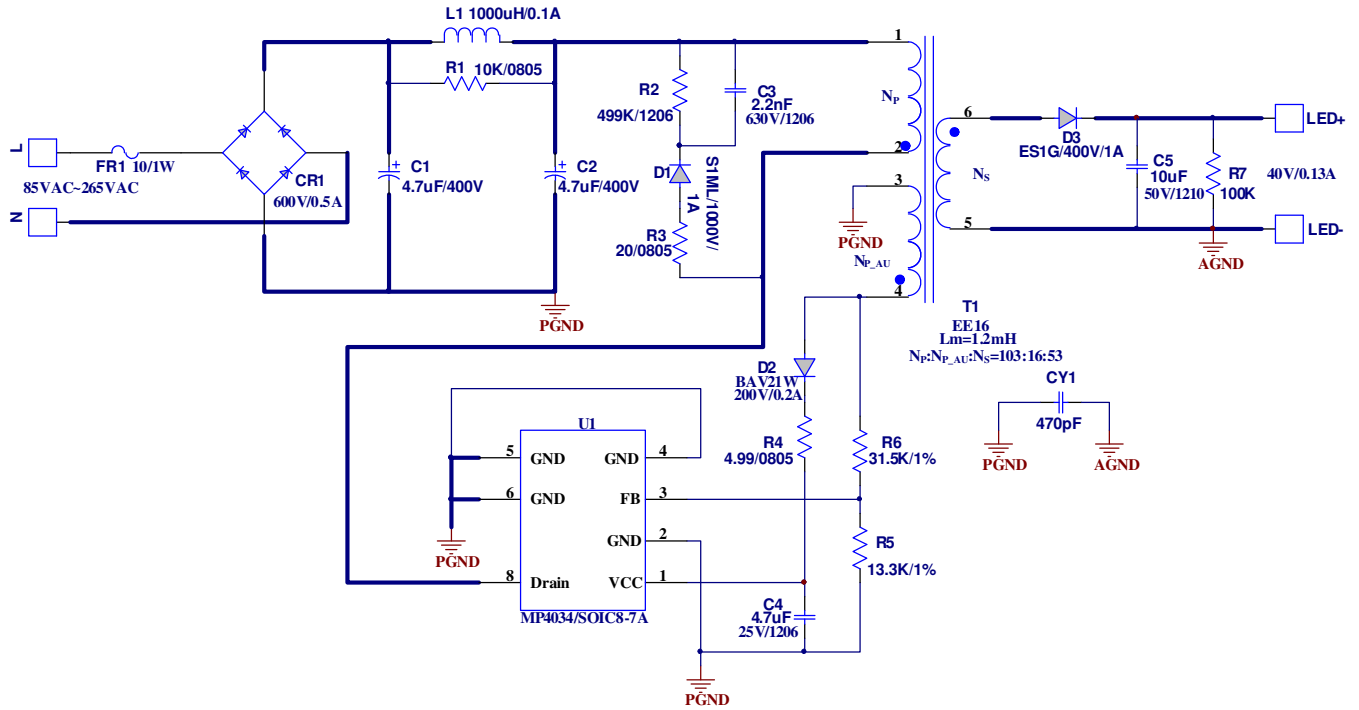 L1 1000uH/0.1A
R1
10K/0805
R2
499K/1206
C3
2.2nF
630V/1206
1
NP
2
6
D3
ES1G/400V/1A
LED+
L
FR1 10/1W
85VAC~265VAC
CR1
600V/0.5A
N
C1
4.7uF/400V
C2
4.7uF/400V
D1
S1ML/1000V/
1A
R3
20/0805
3
PGND
NP_AU
4
NS
5
C5
10uF
50V/1210
R7
100K
40V/0.13A
LED-
AGND
PGND
T1
EE16
Lm=1.2mH
NP:NP_AU:NS=103:16:53
D2
BAV21W
200V/0.2A
CY1
470pF
PGND
AGND
R4
4.99/0805
R6
31.5K/1%
U1
5
GND
GND
4
6
GND
FB
3
GND
2
PGND
8
Drain
VCC
1
MP4034/SOIC8-7A
R5
13.3K/1%
C4
4.7uF
25V/1206
PGND